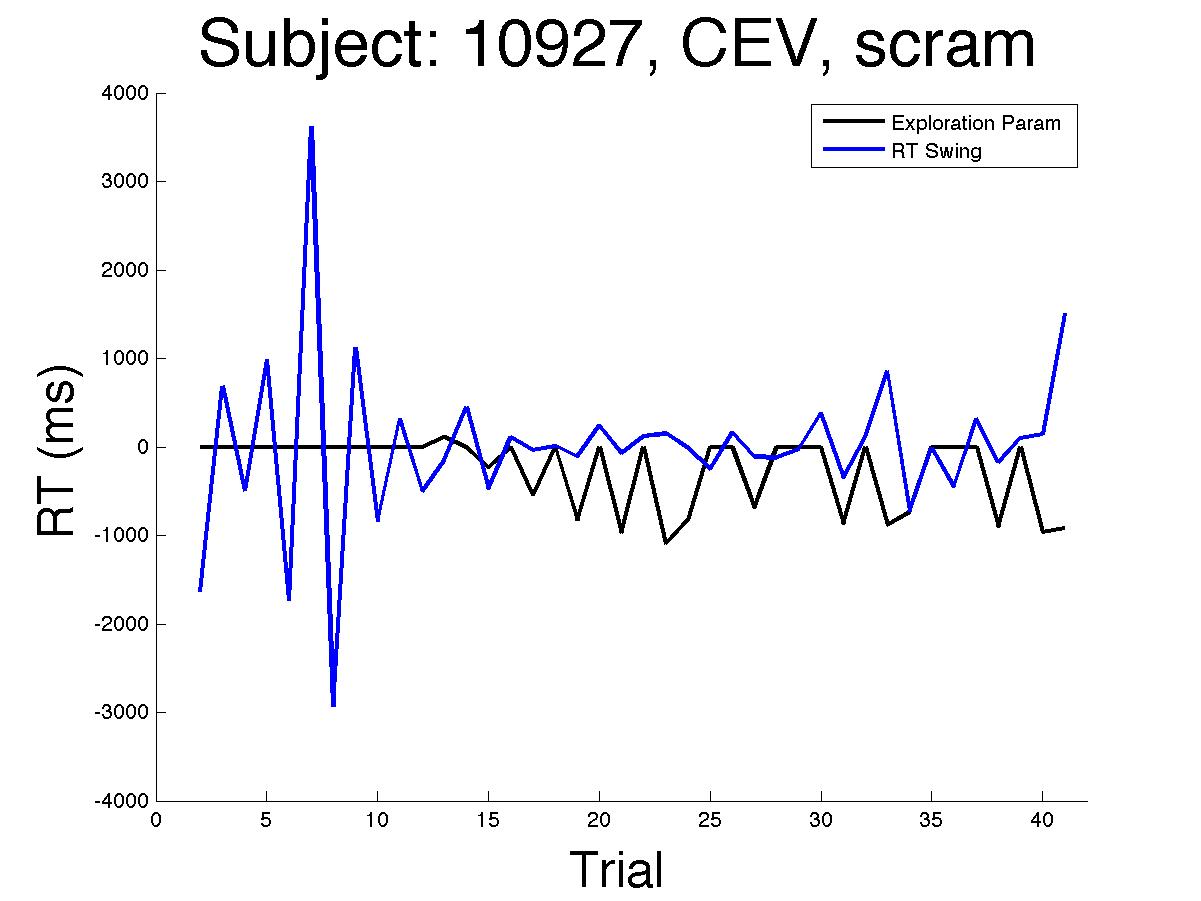 Subject: 10927, CEV, scram
Exploration Param
RT Swing
RT (ms)
4000
3000
2000
1000
0
-1000
-2000
-3000
-4000
0 5 10 15 20 25 30 35 40
Trial